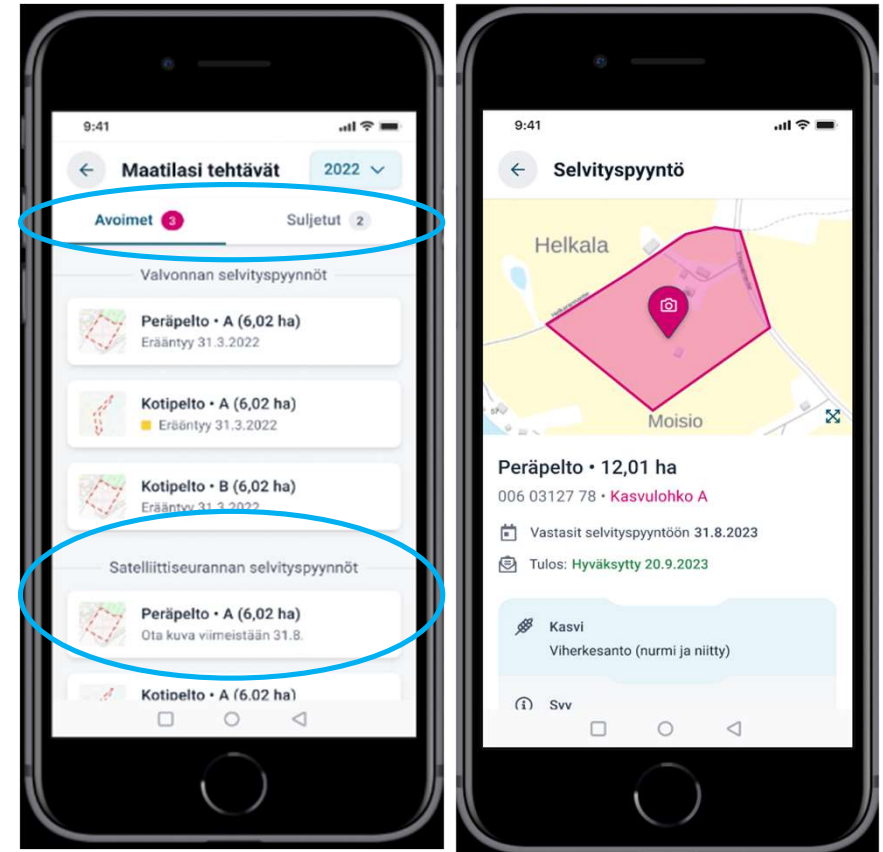 9:41
Maatilasi tehtävät
2022
Avoimet 3
Suljetut 2
Valvonnan selvityspyynnöt
Peräpelto • A (6,02 ha)
Erääntyy 31.3.2022
Kotipelto • A (6,02 ha)
Erääntyy 31.3.2022
Kotipelto • B (6,02 ha)
Erääntyy 31.3.2022
Satelliittiseurannan selvityspyynnöt
Peräpelto • A (6,02 ha)
Ota kuva viimeistään 31.8.
Kotipelto • A (6,02 ha)
9:41
Selvityspyyntö
Helkala
Moisio
Peräpelto • 12,01 ha
006 03127 78 • Kasvulohko A
Vastasit selvityspyyntöön 31.8.2023
Tulos: Hyväksytty 20.9.2023
Kasvi
Viherkesanto (nurmi ja niitty)
Syy